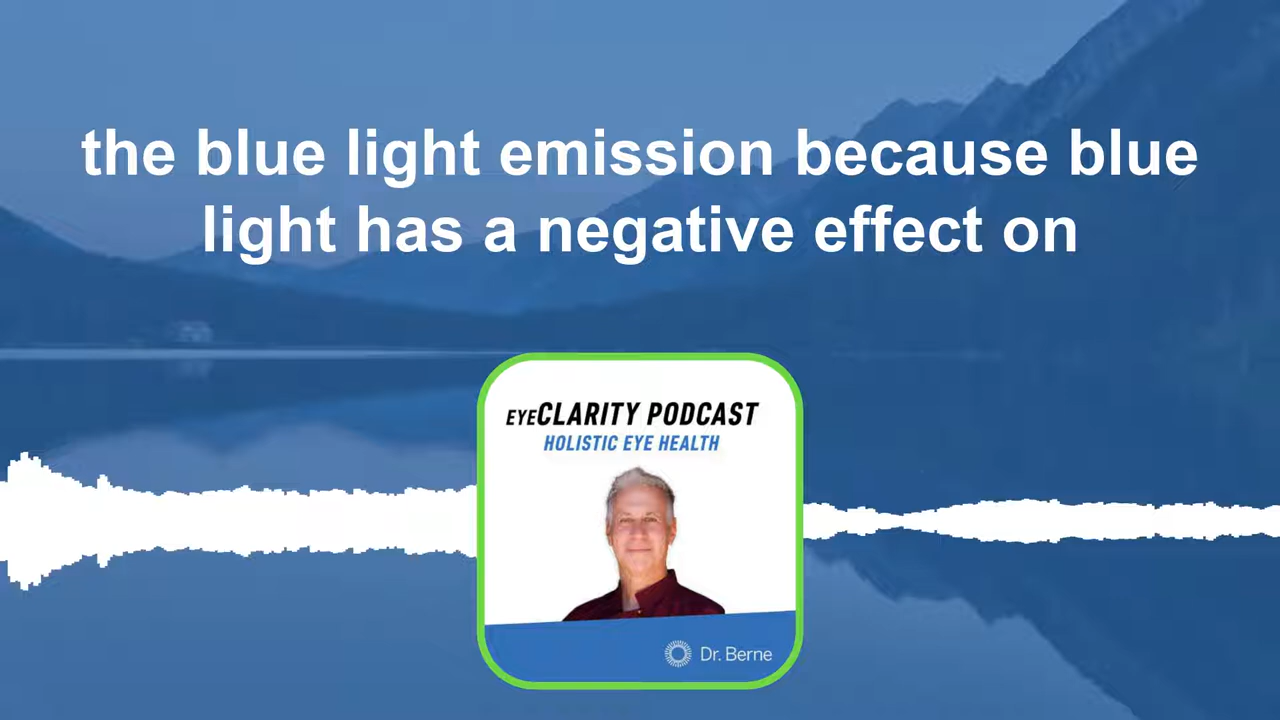 the blue light emission because blue
light has a negative effect on
EYECLARITY PODCAST
HOLISTIC EYE HEALTH
Dr. Berne